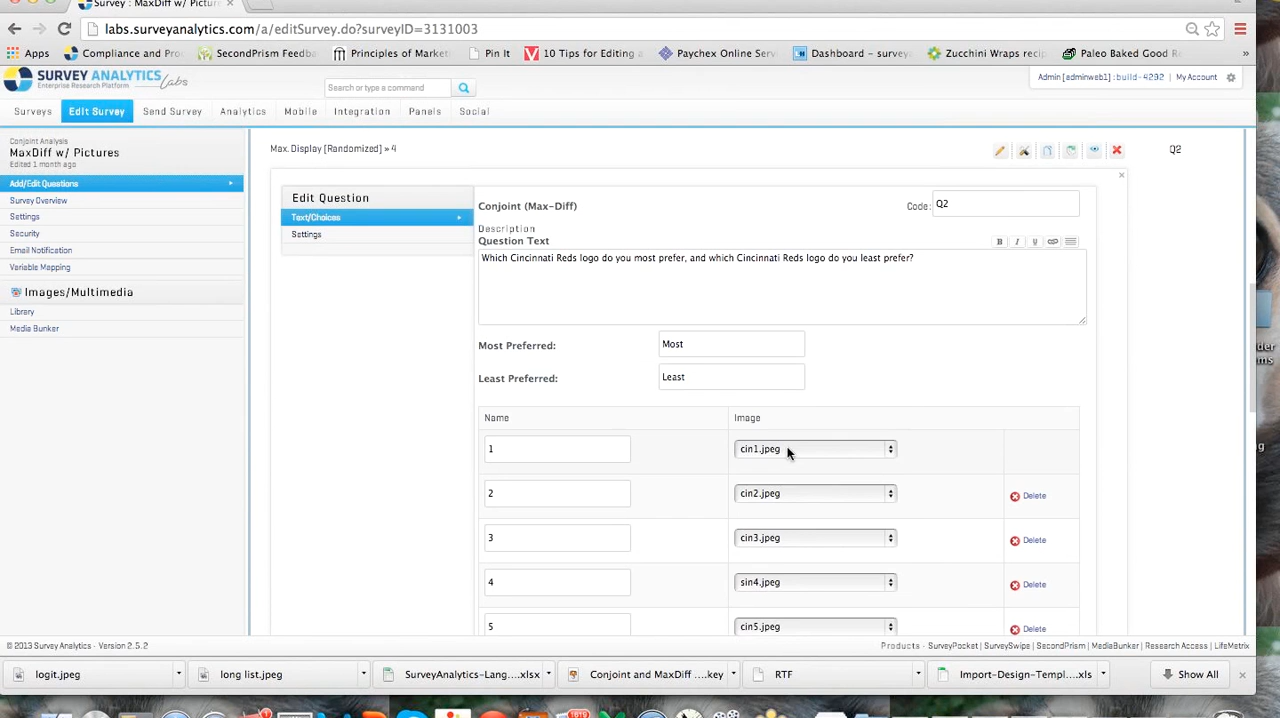 Survey : MaxDiff w/ Picture
labs.surveyanalytics.com/a/editSurvey.do?surveyID=3131003
Apps
Compliance and Pro
SecondPrism Feedba
Principles of Market
Pin It
10 Tips for Editing
Paychex Online Serv
Dashboard - survey
Zucchini Wraps recip
Paleo Baked Good R
»
SURVEY ANALYTICS Labs
Enterprise Research Platform
Search or type a command
Admin [adminweb1] :build-4292 | My Account
Surveys
Edit Survey
Send Survey
Analytics
Mobile
Integration
Panels
Social
Conjoint Analysis
MaxDiff w/ Pictures
Edited 1 month ago
Add/Edit Questions
Survey Overview
Settings
Security
Email Notification
Variable Mapping
Images/Multimedia
Library
Media Bunker
Max. Display [Randomized] » 4
Q2
Edit Question
Text/Choices
Settings
Conjoint (Max-Diff)
Code: Q2
Description
Question Text
B I U
Which Cincinnati Reds logo do you most prefer, and which Cincinnati Reds logo do you least prefer?
Most Preferred: Most
Least Preferred: Least
Name Image
1 cin1.jpeg
2 cin2.jpeg Delete
3 cin3.jpeg Delete
4 sin4.jpeg Delete
5 cin5.jpeg Delete
© 2013 Survey Analytics - Version 2.5.2
Products - SurveyPocket | SurveySwipe | SecondPrism | MediaBunker | Research Access | LifeMetrix
logit.jpeg
long list.jpeg
SurveyAnalytics-Lang....xlsx
Conjoint and MaxDiff ....key
RTF
Import-Design-Templ....xls
Show All
1619